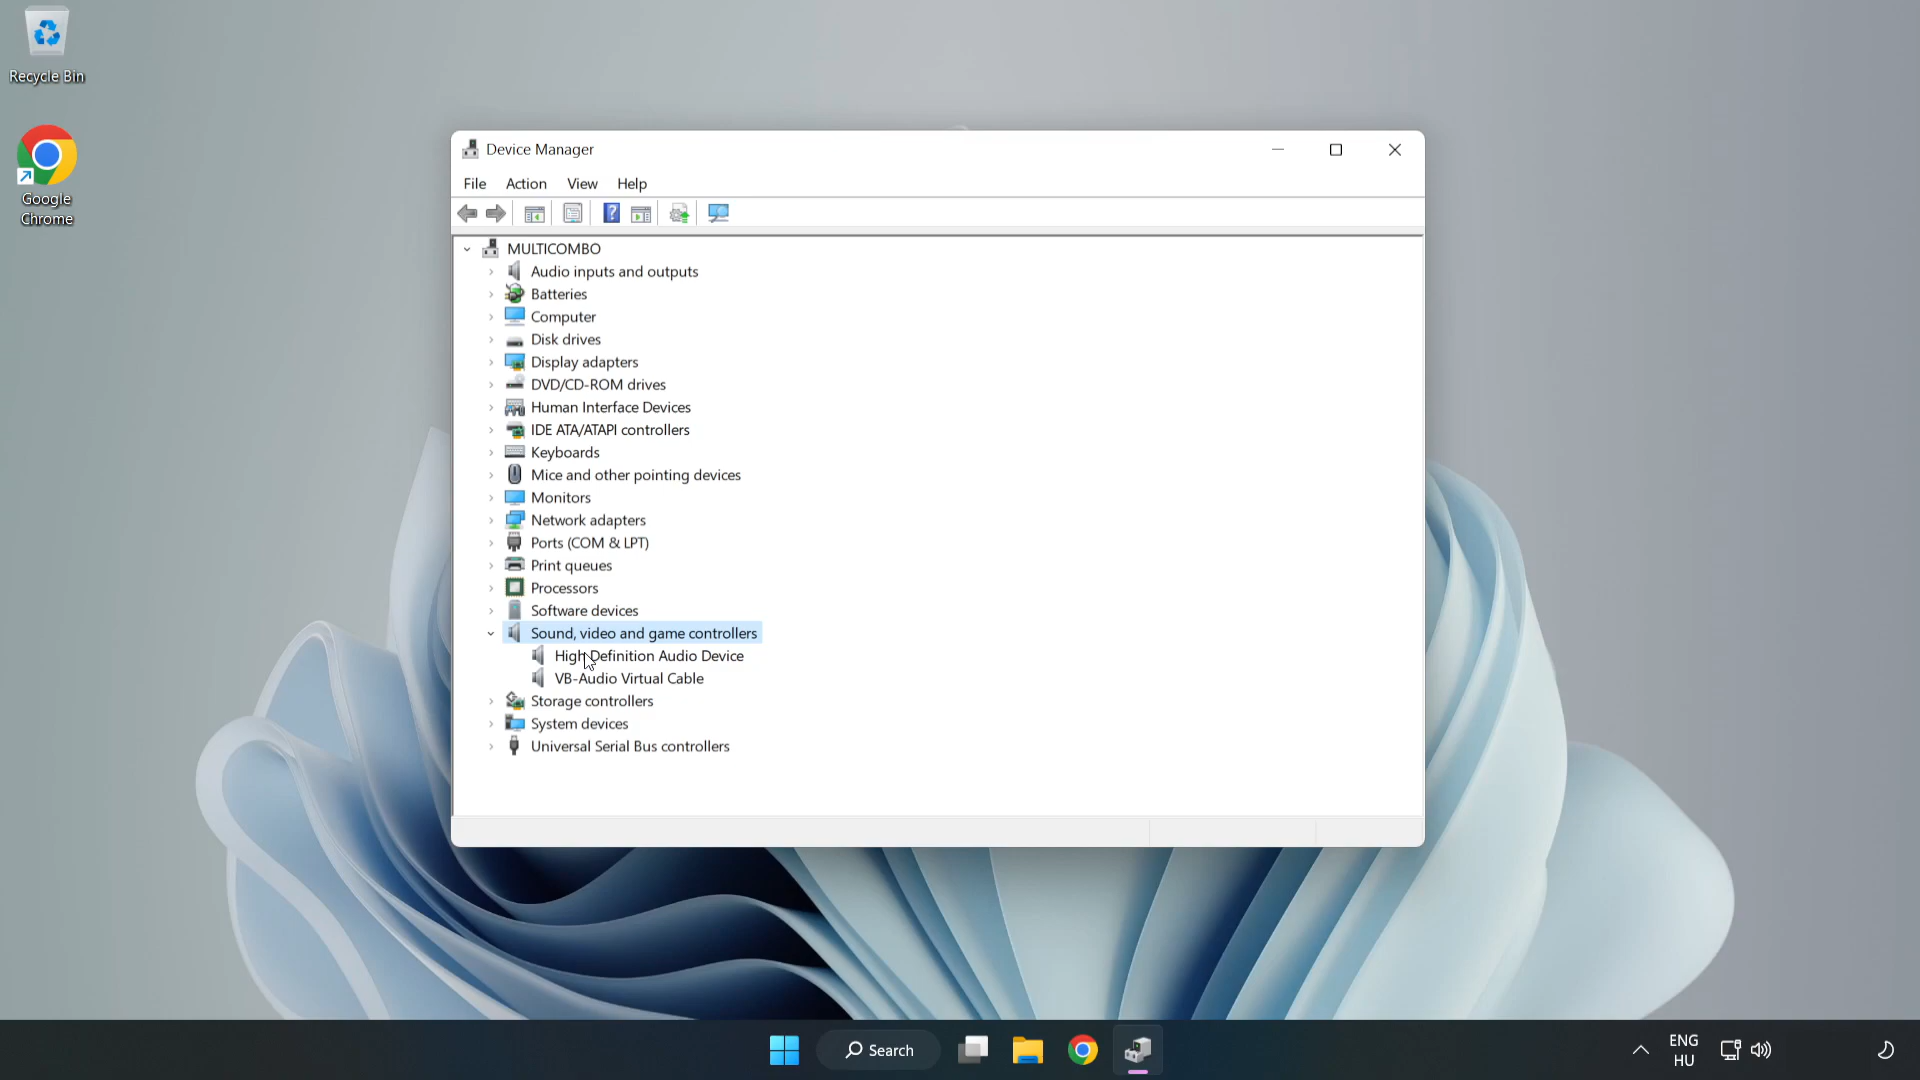 Recycle Bin
Google
Chrome
Device Manager
File Action View Help
MULTICOMBO
Audio inputs and outputs
Batteries
Computer
Disk drives
Display adapters
DVD/CD-ROM drives
Human Interface Devices
IDE ATA/ATAPI controllers
Keyboards
Mice and other pointing devices
Monitors
Network adapters
Ports (COM & LPT)
Print queues
Processors
Software devices
Sound, video and game controllers
High Definition Audio Device
VB-Audio Virtual Cable
Storage controllers
System devices
Universal Serial Bus controllers
Search
ENG
HU